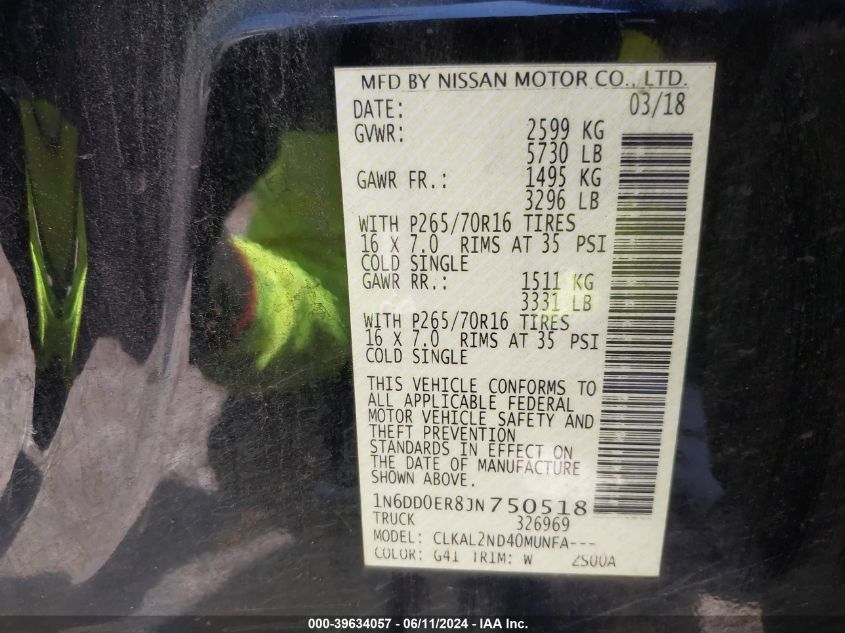 MFD BY NISSAN MOTOR CO., LTD.
DATE: 03/18
GVWR: 2599 KG
5730 LB
GAWR FR.: 1495 KG
3296 LB
WITH P265/70R16 TIRES
16 X 7.0 RIMS AT 35 PSI
COLD SINGLE
GAWR RR.: 1511 KG
3331 LB
WITH P265/70R16 TIRES
16 X 7.0 RIMS AT 35 PSI
COLD SINGLE
THIS VEHICLE CONFORMS TO
ALL APPLICABLE FEDERAL
MOTOR VEHICLE SAFETY AND
THEFT PREVENTION
STANDARDS IN EFFECT ON
THE DATE OF MANUFACTURE
SHOWN ABOVE.
1N6DD0ER8JN750518
TRUCK 326969
MODEL: CLKAL2ND40MUNFA---
COLOR: G41 TRIM: W 2S00A
000-39634057 - 06/11/2024 - IAA Inc.